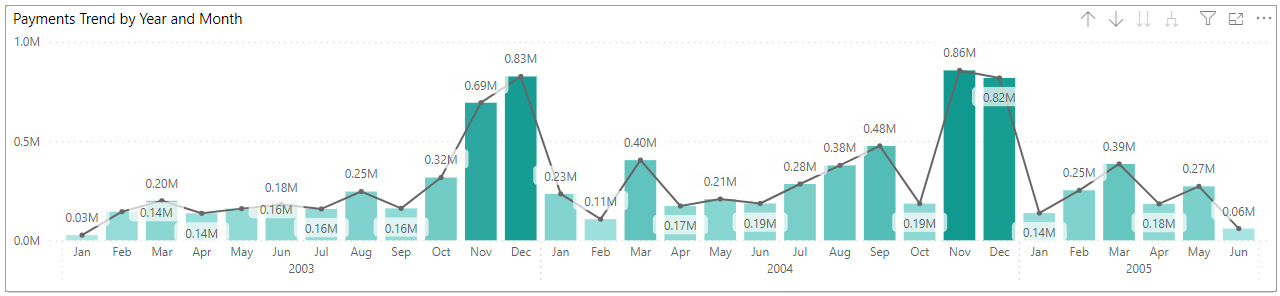 Payments Trend by Year and Month
1.0M
0.5M
0.0M
0.03M
0.14M
0.20M
0.14M
0.16M
0.18M
0.16M
0.25M
0.16M
0.32M
0.69M
0.83M
0.23M
0.11M
0.40M
0.17M
0.21M
0.19M
0.28M
0.38M
0.48M
0.19M
0.86M
0.82M
0.14M
0.25M
0.39M
0.18M
0.27M
0.06M
Jan Feb Mar Apr May Jun Jul Aug Sep Oct Nov Dec Jan Feb Mar Apr May Jun Jul Aug Sep Oct Nov Dec Jan Feb Mar Apr May Jun
2003 2004 2005